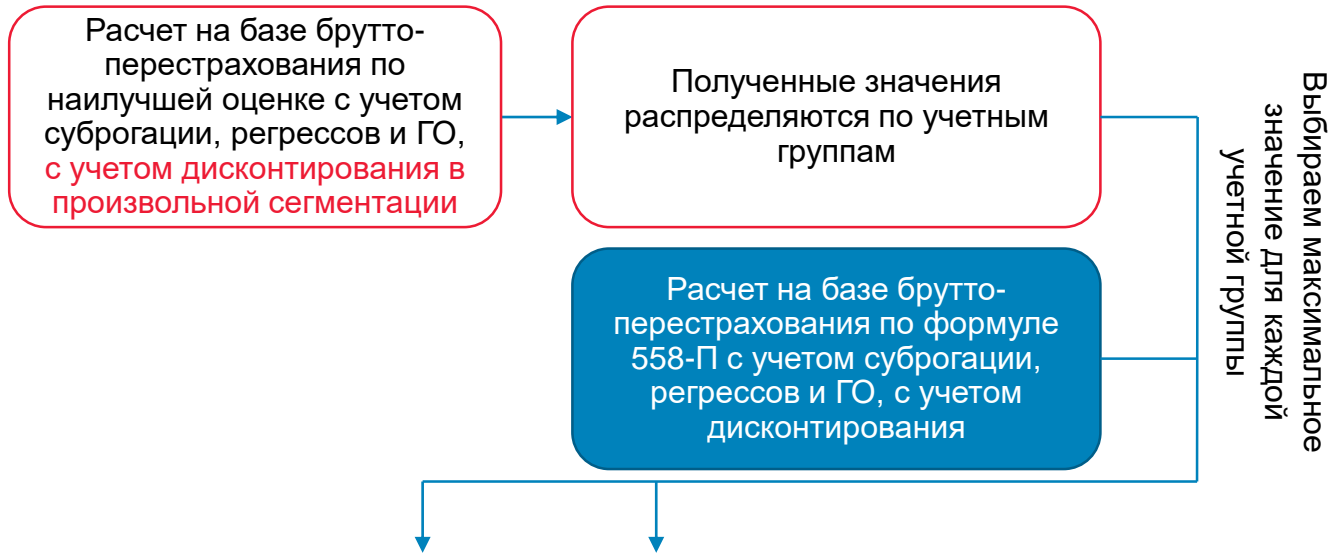 Расчет на базе брутто-
перестрахования по
наилучшей оценке с учетом
суброгации, регрессов и ГО,
с учетом дисконтирования в
произвольной сегментации
Полученные значения
распределяются по учетным
группам
Расчет на базе брутто-
перестрахования по формуле
558-П с учетом суброгации,
регрессов и ГО, с учетом
дисконтирования
Выбираем максимальное
значение для каждой
учетной группы